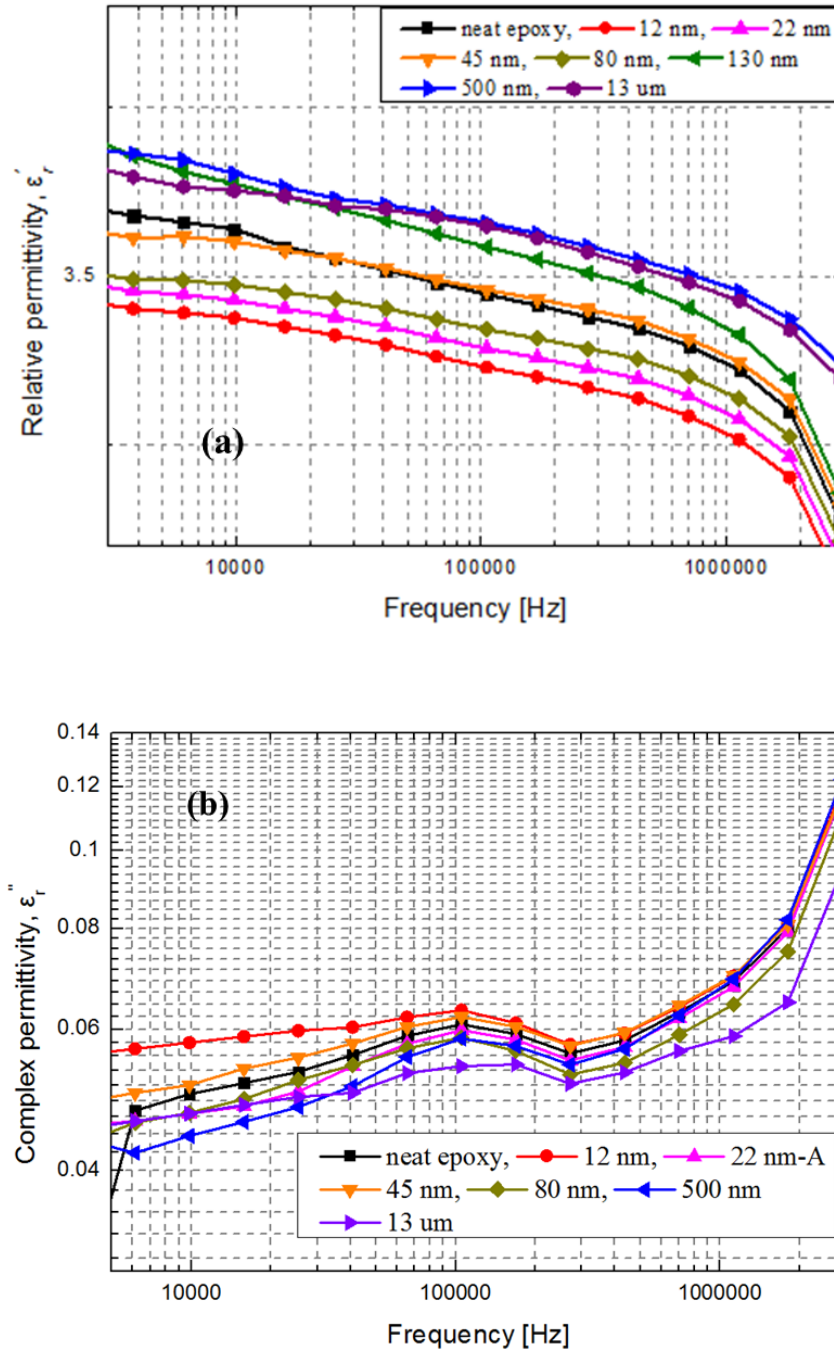 neat epoxy, 12 nm, 22 nm
45 nm, 80 nm, 130 nm
500 nm, 13 um
Relative permittivity, ε′r
3.5
(a)
10000 100000 1000000
Frequency [Hz]
0.14
0.12
(b)
0.1
0.08
0.06
0.04
Complex permittivity, ε″r
neat epoxy, 12 nm, 22 nm-A
45 nm, 80 nm, 500 nm
13 um
10000 100000 1000000
Frequency [Hz]